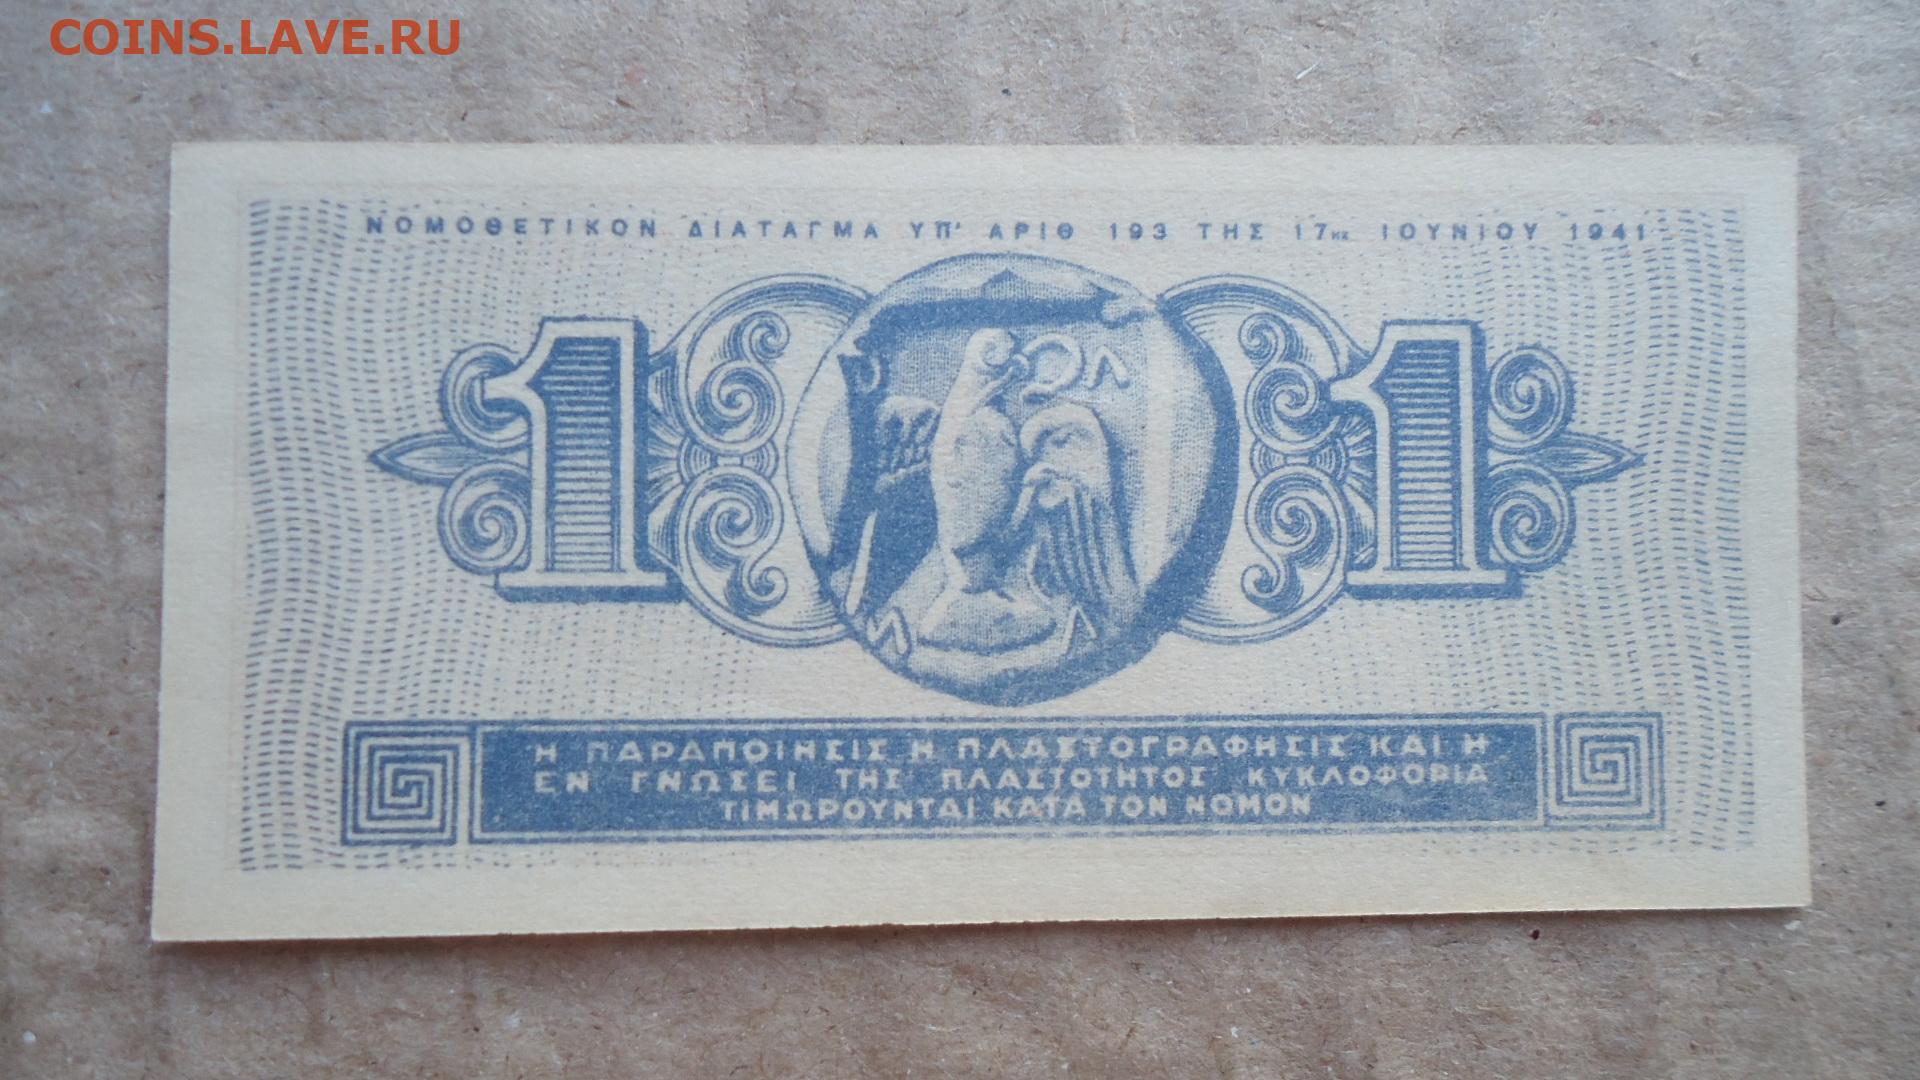 COINS.LAVE.RU
ΝΟΜΟΘΕΤΙΚΟΝ ΔΙΑΤΑΓΜΑ ΥΠ' ΑΡΙΘ 193 ΤΗΣ 17ΗΣ ΙΟΥΝΙΟΥ 1941
1 1
Η ΠΑΡΑΠΟΙΗΣΙΣ Η ΠΛΑΣΤΟΓΡΑΦΗΣΙΣ ΚΑΙ Η
ΕΝ ΓΝΩΣΕΙ ΤΗΣ ΠΛΑΣΤΟΤΗΤΟΣ ΚΥΚΛΟΦΟΡΙΑ
ΤΙΜΩΡΟΥΝΤΑΙ ΚΑΤΑ ΤΟΝ ΝΟΜΟΝ